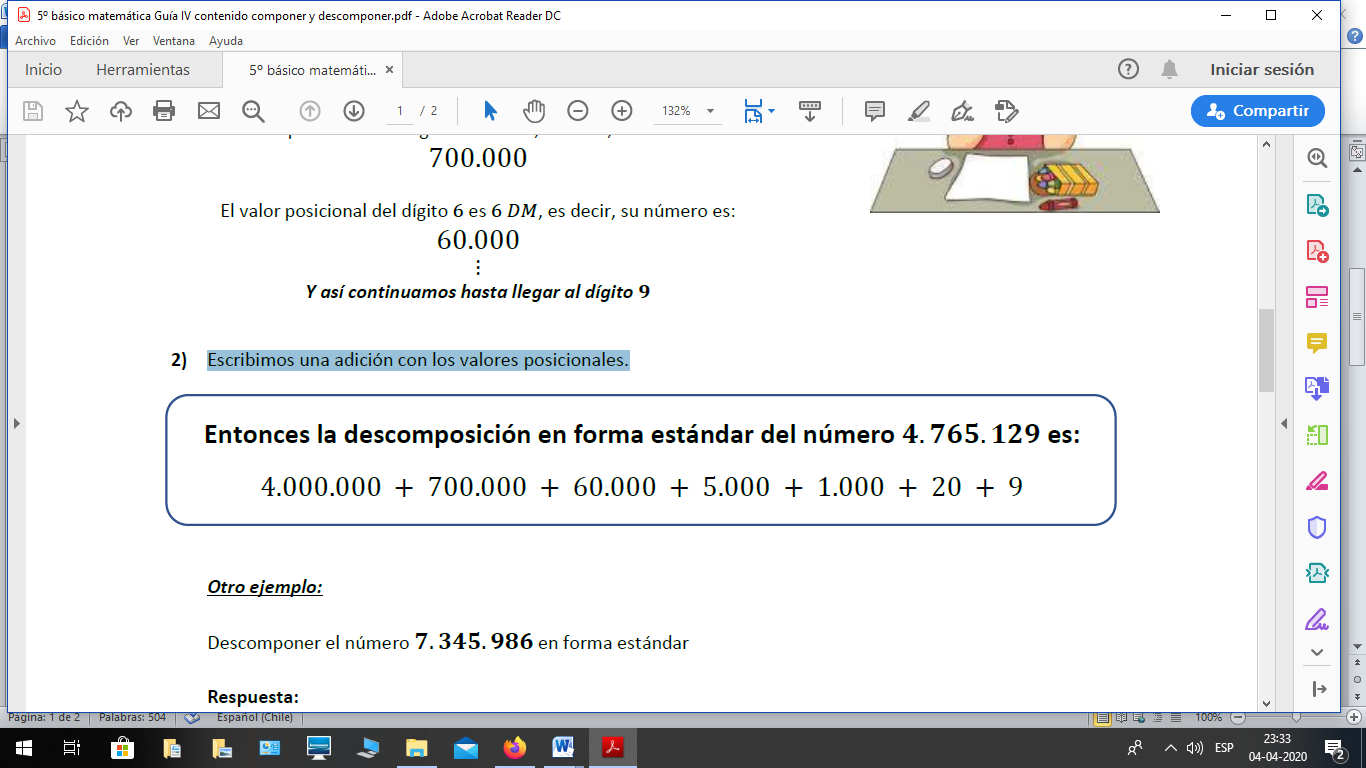 5º básico matemática Guía IV contenido componer y descomponer.pdf - Adobe Acrobat Reader DC
Archivo Edición Ver Ventana Ayuda
Inicio Herramientas 5º básico matemáti... × Iniciar sesión
1 / 2 132% Compartir
700.000
El valor posicional del dígito 6 es 6 DM, es decir, su número es:
60.000
⋮
Y así continuamos hasta llegar al dígito 9
2) Escribimos una adición con los valores posicionales.
Entonces la descomposición en forma estándar del número 4.765.129 es:
4.000.000 + 700.000 + 60.000 + 5.000 + 1.000 + 20 + 9
Otro ejemplo:
Descomponer el número 7.345.986 en forma estándar
Respuesta:
Página: 1 de 2 Palabras: 504 Español (Chile) 100%
ESP 23:33
04-04-2020 2